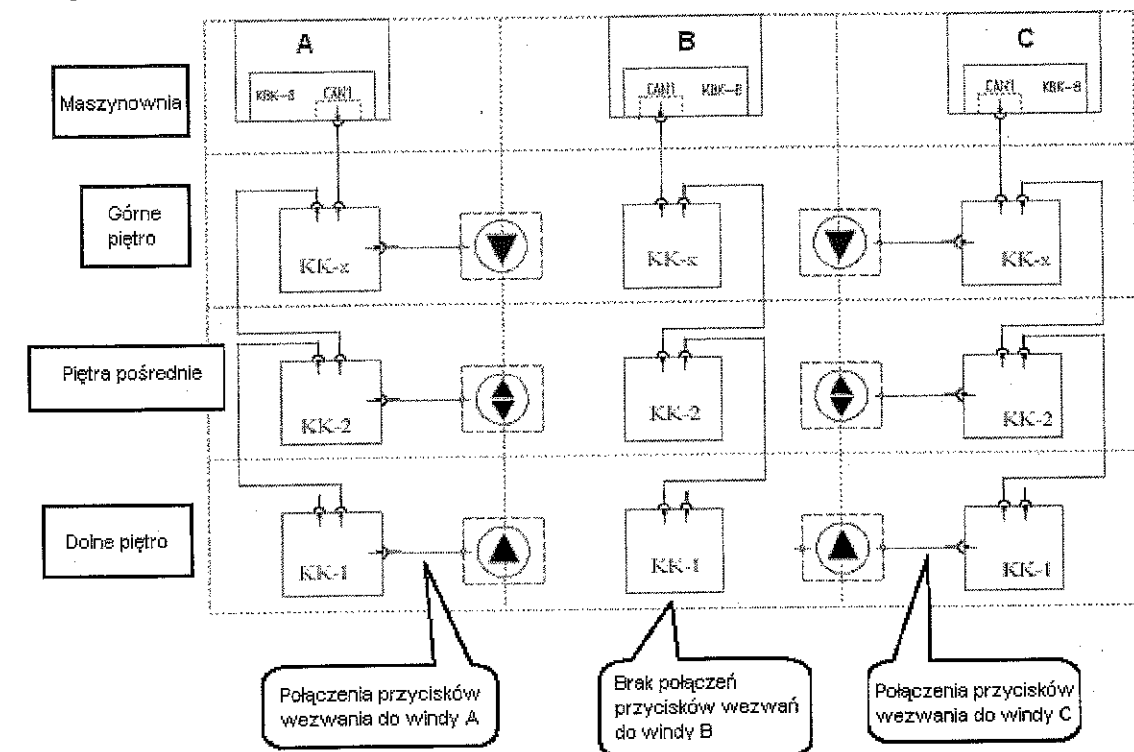 A
B
C
Maszynownia
KBK-8 CAN1
CAN1 KBK-8
CAN1 KBK-8
Górne
piętro
KK-x
KK-x
KK-x
Piętra pośrednie
KK-2
KK-2
KK-2
Dolne piętro
KK-1
KK-1
KK-1
Połączenia przycisków
wezwania do windy A
Brak połączeń
przycisków wezwań
do windy B
Połączenia przycisków
wezwania do windy C